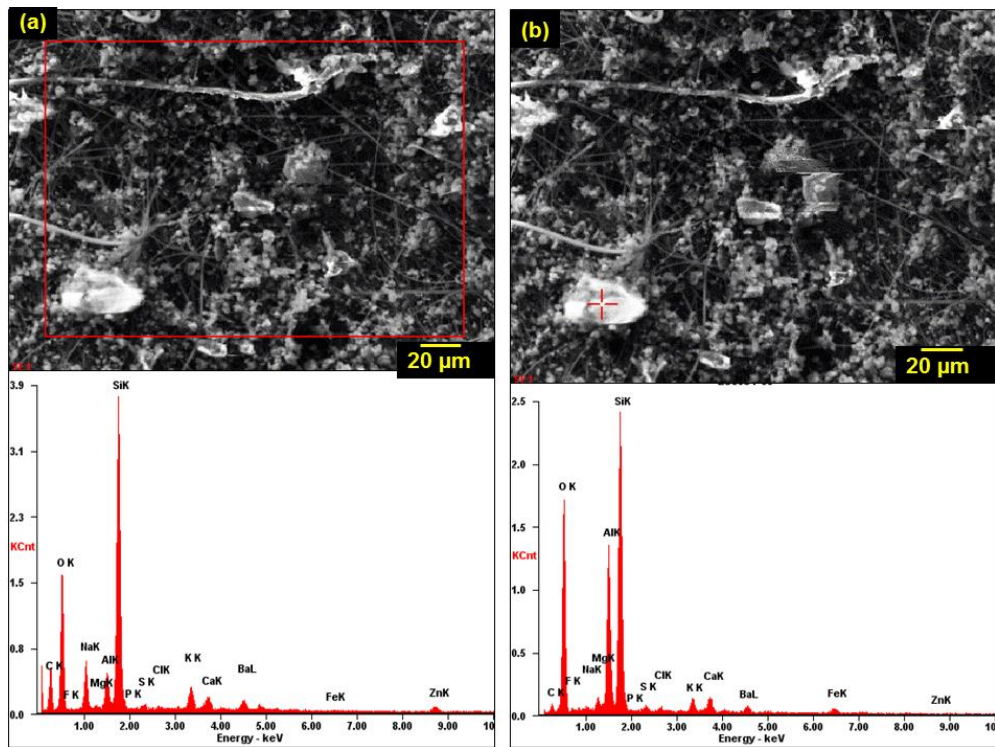 (a)
20 µm
3.9
3.1
2.3
KCnt
1.5
0.8
0.0
SiK
O K
C K
F K
NaK
MgK
AlK
P K
S K
ClK
K K
CaK
BaL
FeK
ZnK
1.00 2.00 3.00 4.00 5.00 6.00 7.00 8.00 9.00 10
Energy - keV
(b)
20 µm
2.5
2.0
1.5
KCnt
1.0
0.5
0.0
SiK
O K
AlK
C K
F K
NaK
MgK
P K
S K
ClK
K K
CaK
BaL
FeK
ZnK
1.00 2.00 3.00 4.00 5.00 6.00 7.00 8.00 9.00 10
Energy - keV